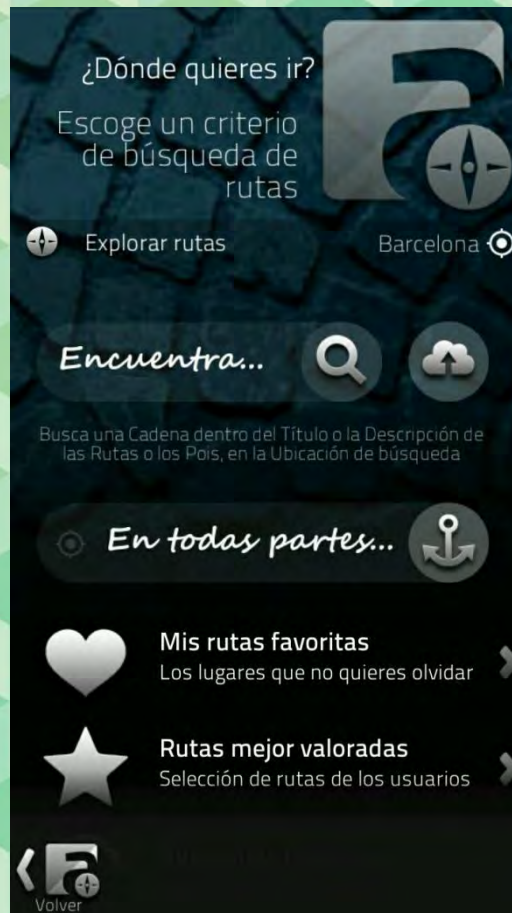 ¿Dónde quieres ir?
Escoge un criterio
de búsqueda de
rutas
Explorar rutas
Barcelona
Encuentra...
Busca una Cadena dentro del Título o la Descripción de
las Rutas o los Pois, en la Ubicación de búsqueda
En todas partes...
Mis rutas favoritas
Los lugares que no quieres olvidar
Rutas mejor valoradas
Selección de rutas de los usuarios
Volver